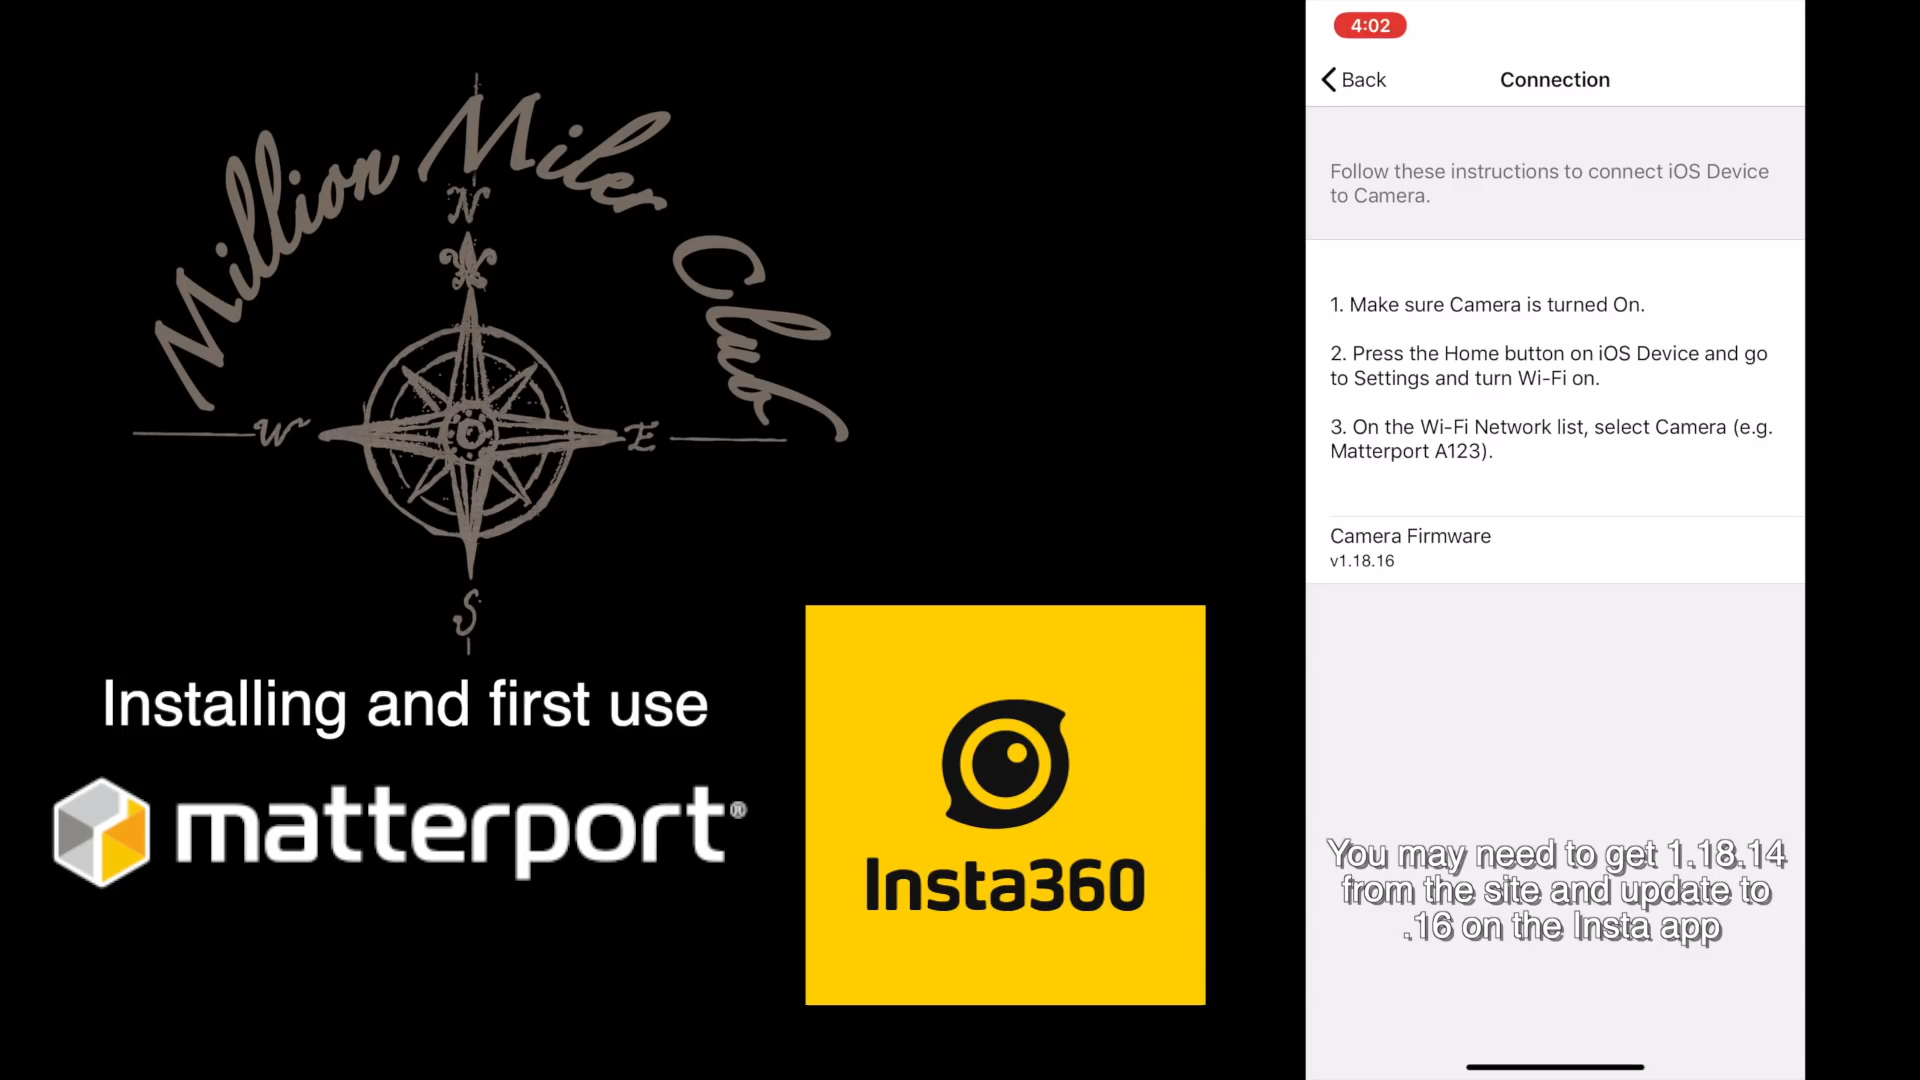 Million Miler Club
N
W
E
S
Installing and first use
matterport®
Insta360
4:02
Back
Connection
Follow these instructions to connect iOS Device
to Camera.
1. Make sure Camera is turned On.
2. Press the Home button on iOS Device and go
to Settings and turn Wi-Fi on.
3. On the Wi-Fi Network list, select Camera (e.g.
Matterport A123).
Camera Firmware
v1.18.16
You may need to get 1.18.14
from the site and update to
.16 on the Insta app